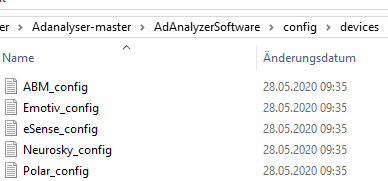 er › Adanalyser-master › AdAnalyzerSoftware › config › devices
Name Änderungsdatum
ABM_config 28.05.2020 09:35
Emotiv_config 28.05.2020 09:35
eSense_config 28.05.2020 09:35
Neurosky_config 28.05.2020 09:35
Polar_config 28.05.2020 09:35